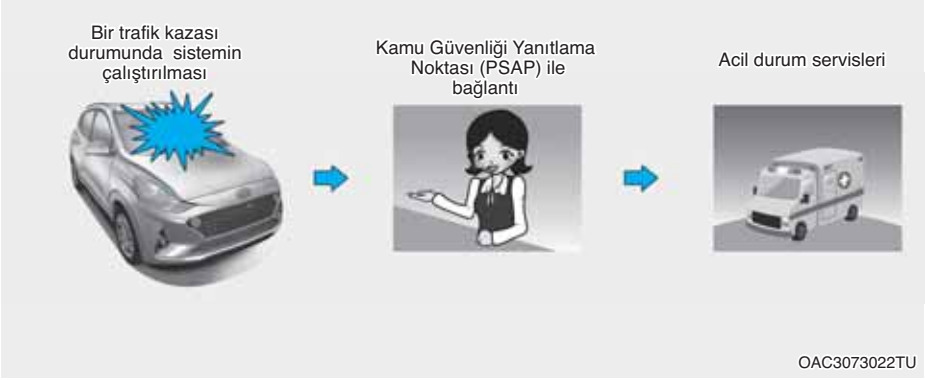 Bir trafik kazası
durumunda sistemin
çalıştırılması
Kamu Güvenliği Yanıtlama
Noktası (PSAP) ile
bağlantı
Acil durum servisleri
OAC3073022TU